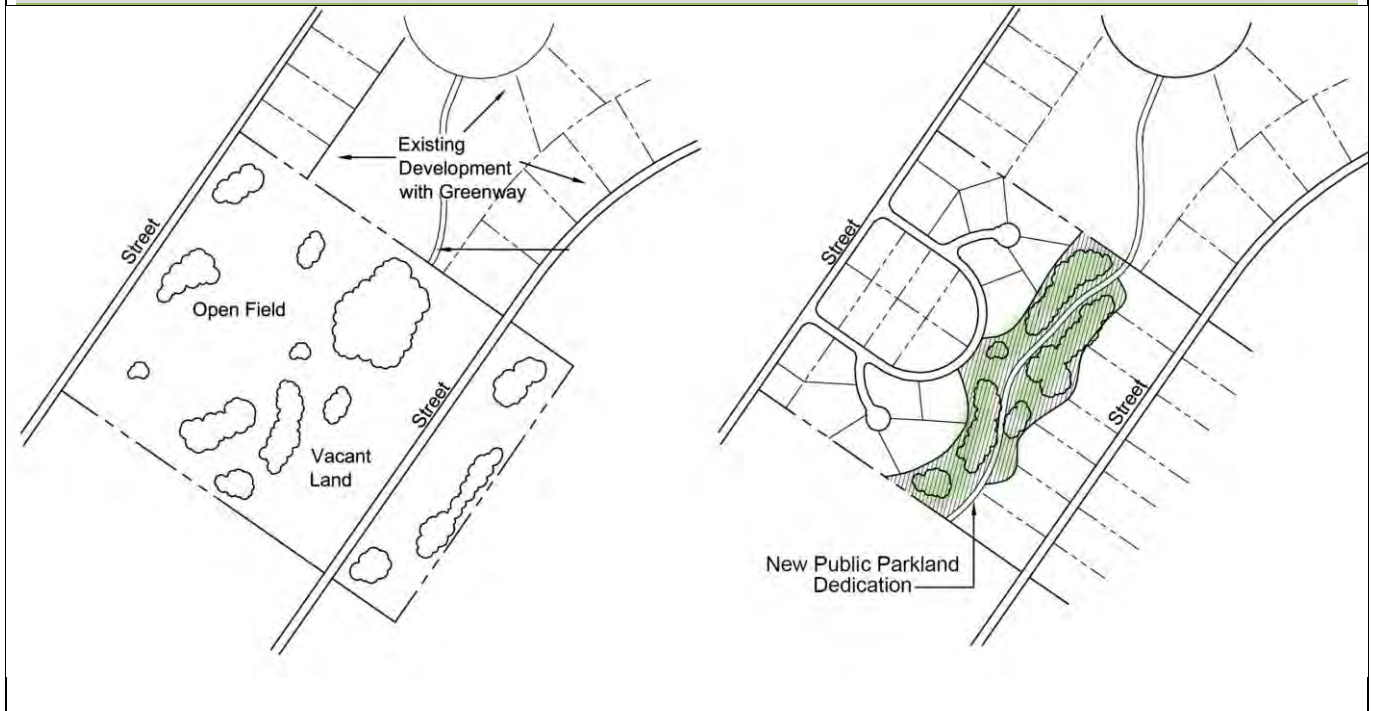 Existing
Development
with Greenway
Street
Open Field
Street
Vacant
Land
Street
Street
New Public Parkland
Dedication